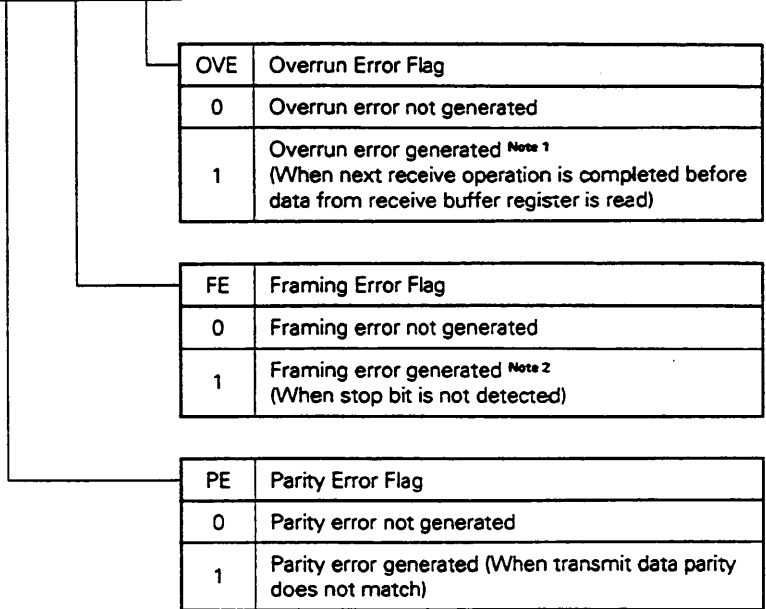 OVE Overrun Error Flag
0 Overrun error not generated
1 Overrun error generated Note 1
(When next receive operation is completed before
data from receive buffer register is read)
FE Framing Error Flag
0 Framing error not generated
1 Framing error generated Note 2
(When stop bit is not detected)
PE Parity Error Flag
0 Parity error not generated
1 Parity error generated (When transmit data parity
does not match)